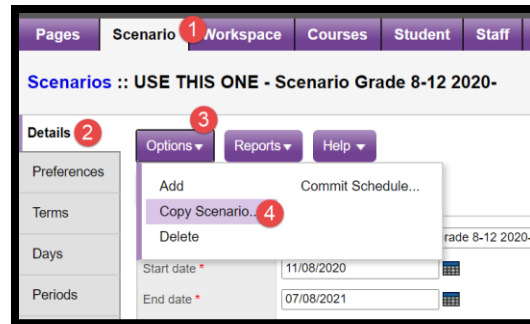 Pages Scenario 1 Workspace Courses Student Staff
Scenarios :: USE THIS ONE - Scenario Grade 8-12 2020-
Details 2
3
Options Reports Help
Preferences
Add Commit Schedule...
Terms
Copy Scenario... 4
Delete
rade 8-12 2020-
Days
Start date * 11/08/2020
Periods
End date * 07/08/2021